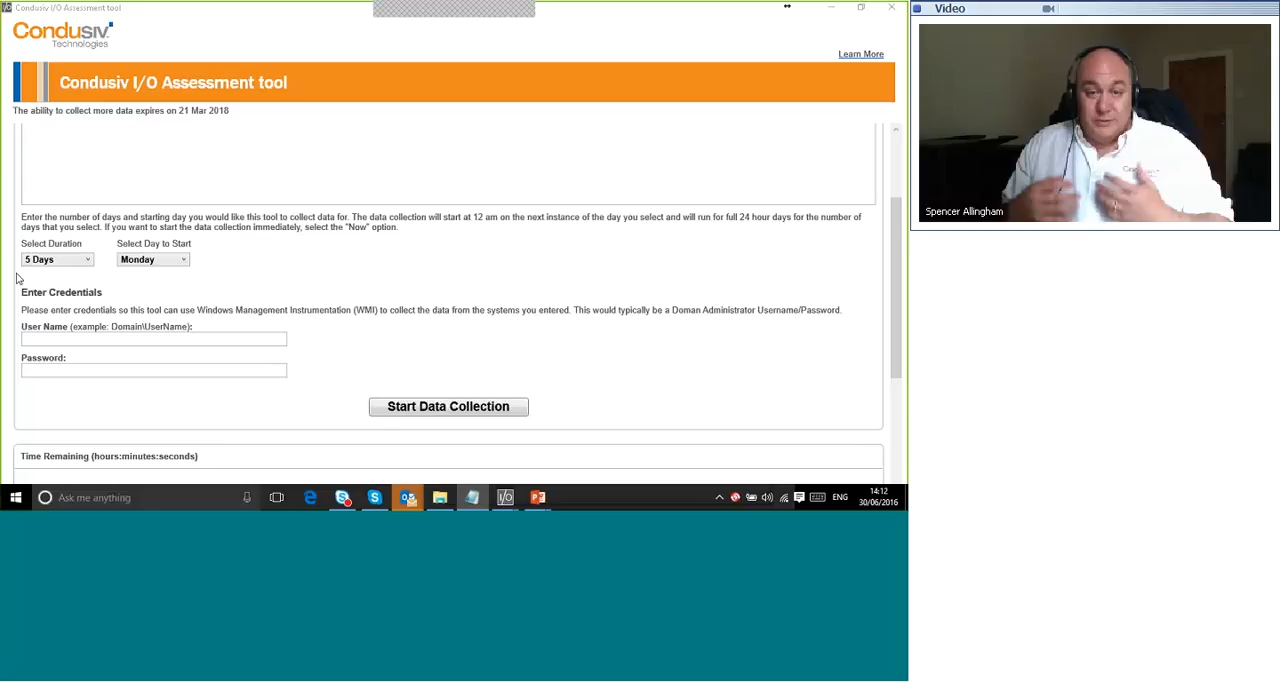 Condusiv I/O Assessment tool
Condusiv
Technologies
Learn More
Condusiv I/O Assessment tool
The ability to collect more data expires on 21 Mar 2018
Enter the number of days and starting day you would like this tool to collect data for. The data collection will start at 12 am on the next instance of the day you select and will run for full 24 hour days for the number of
days that you select. If you want to start the data collection immediately, select the "Now" option.
Select Duration Select Day to Start
5 Days Monday
Enter Credentials
Please enter credentials so this tool can use Windows Management Instrumentation (WMI) to collect the data from the systems you entered. This would typically be a Doman Administrator Username/Password.
User Name (example: Domain\UserName):
Password:
Start Data Collection
Time Remaining (hours:minutes:seconds)
Ask me anything
I/O
ENG
14:12
30/06/2016
Video
Spencer Allingham